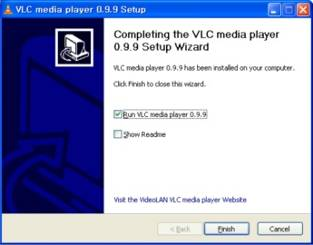 VLC media player 0.9.9 Setup
Completing the VLC media player
0.9.9 Setup Wizard
VLC media player 0.9.9 has been installed on your computer.
Click Finish to close this wizard.
Run VLC media player 0.9.9
Show Readme
Visit the VideoLAN VLC media player Website
< Back
Finish
Cancel